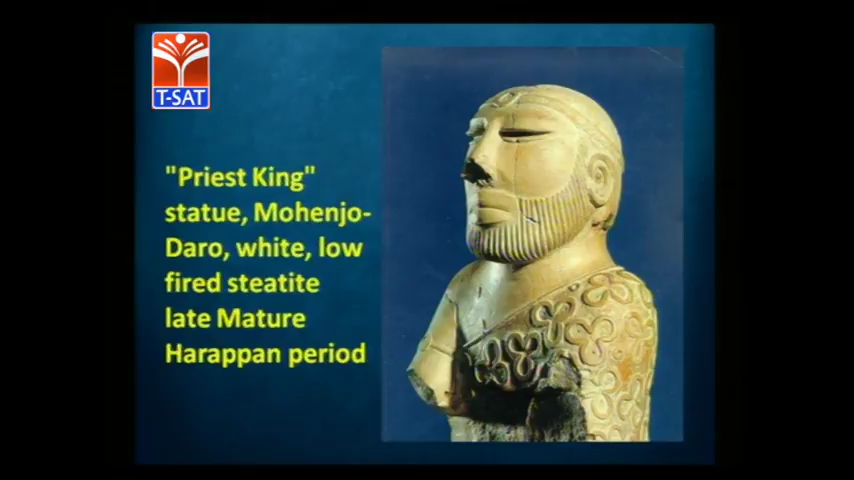 T-SAT
"Priest King"
statue, Mohenjo-
Daro, white, low
fired steatite
late Mature
Harappan period